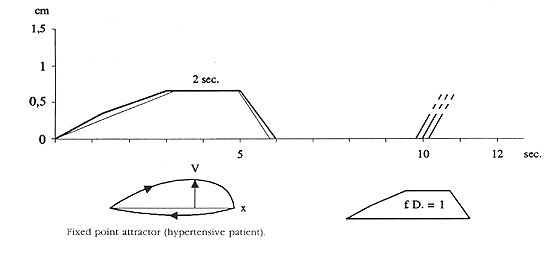 cm
1,5
1
2 sec.
0,5
0
5
10
12
sec.
V
x
f D. = 1
Fixed point attractor (hypertensive patient).